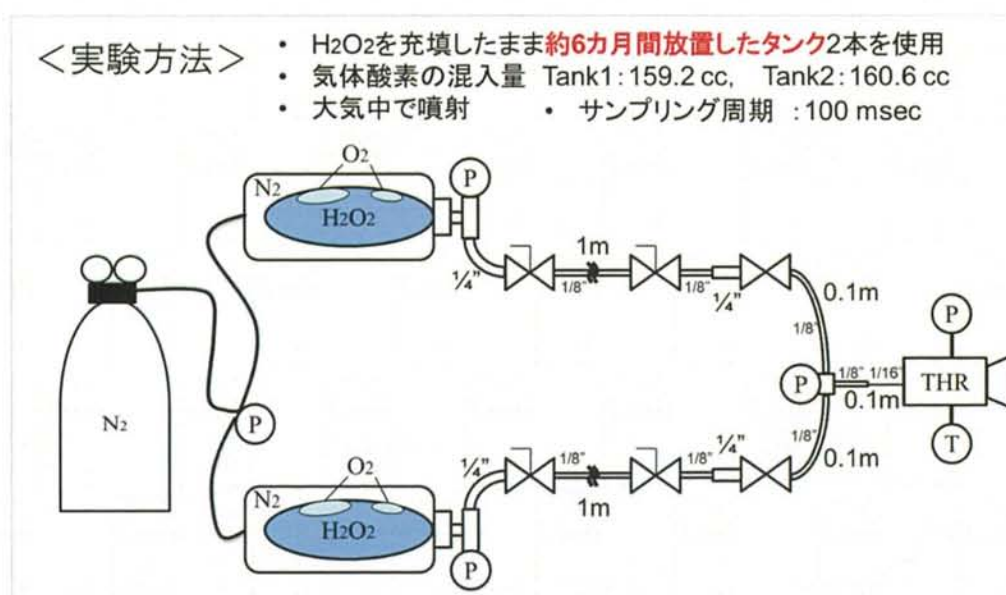 ＜実験方法＞
• H2O2を充填したまま約6カ月間放置したタンク2本を使用
• 気体酸素の混入量 Tank1：159.2 cc, Tank2：160.6 cc
• 大気中で噴射 • サンプリング周期 ：100 msec
O2
N2
H2O2
P
1/4"
1/8"
1m
1/8"
1/4"
0.1m
1/8"
N2
P
P
1/8" 1/16"
0.1m
P
THR
T
1/8"
0.1m
O2
N2
H2O2
P
1/4"
1/8"
1m
1/8"
1/4"